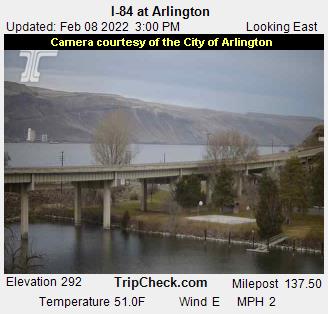 I-84 at Arlington
Updated: Feb 08 2022 3:00 PM Looking East
Camera courtesy of the City of Arlington
Elevation 292 TripCheck.com Milepost 137.50
Temperature 51.0F Wind E MPH 2